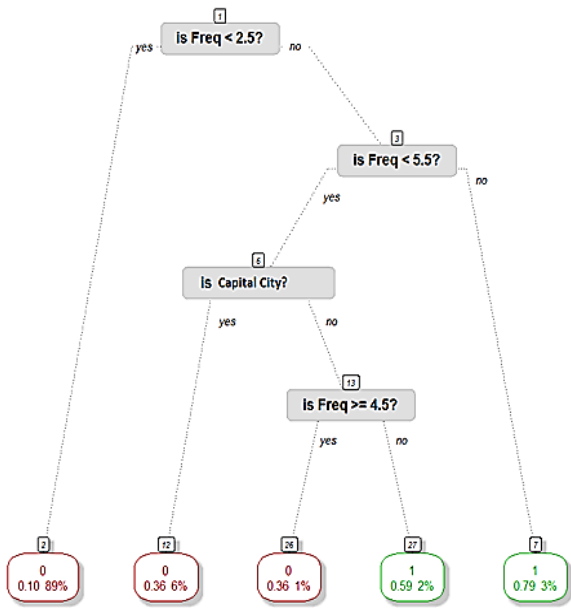 1
is Freq < 2.5?
yes
no
3
is Freq < 5.5?
yes
no
6
is Capital City?
yes
no
13
is Freq >= 4.5?
yes
no
2
12
26
27
7
0
0.10 89%
0
0.36 6%
0
0.36 1%
1
0.59 2%
1
0.79 3%